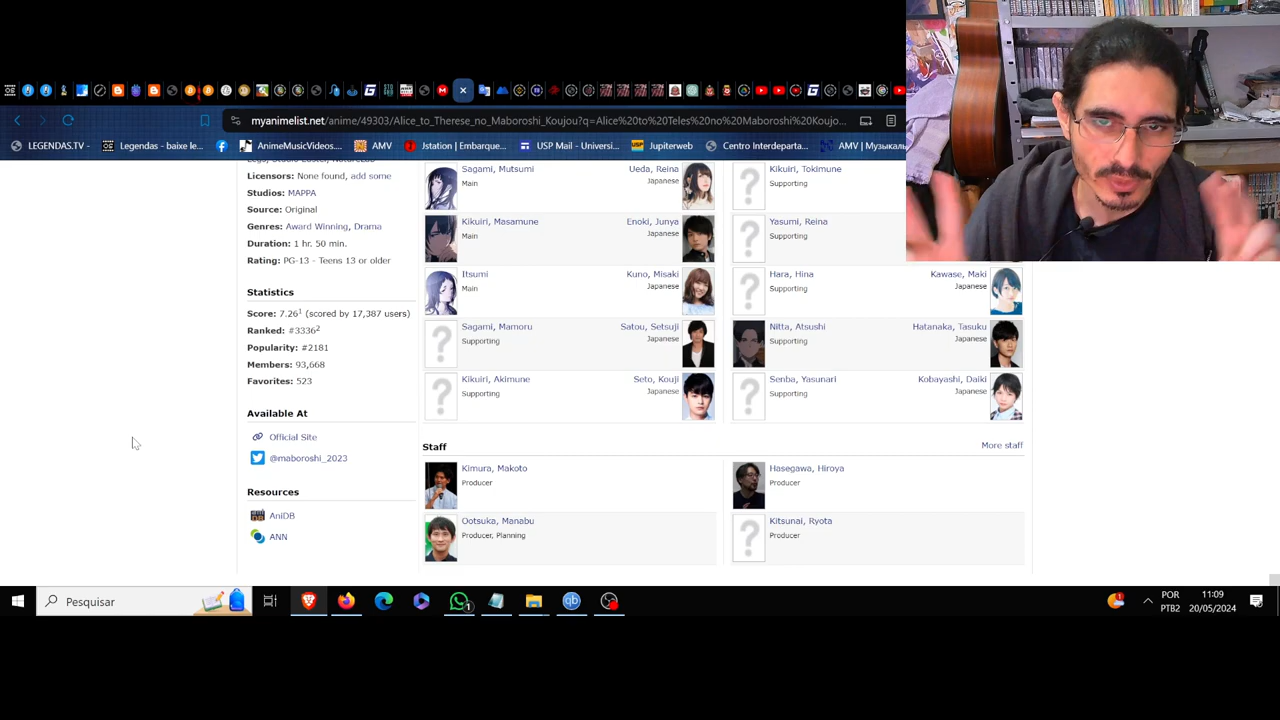 myanimelist.net/anime/49303/Alice_to_Therese_no_Maboroshi_Koujou?q=Alice%20to%20Teles%20no%20Maboroshi%20Koujo...
LEGENDAS.TV -
Legendas - baixe le...
AnimeMusicVideos....
AMV
Jstation | Embarque...
USP Mail - Universi...
Jupiterweb
Centro Interdeparta...
AMV | Музыкаль
Licensors: None found, add some
Studios: MAPPA
Source: Original
Genres: Award Winning, Drama
Duration: 1 hr. 50 min.
Rating: PG-13 - Teens 13 or older
Statistics
Score: 7.26¹ (scored by 17,387 users)
Ranked: #3336²
Popularity: #2181
Members: 93,668
Favorites: 523
Available At
Official Site
@maboroshi_2023
Resources
AniDB
ANN
Sagami, Mutsumi
Main
Ueda, Reina
Japanese
Kikuiri, Tokimune
Supporting
Kikuiri, Masamune
Main
Enoki, Junya
Japanese
Yasumi, Reina
Supporting
Itsumi
Main
Kuno, Misaki
Japanese
Hara, Hina
Supporting
Kawase, Maki
Japanese
Sagami, Mamoru
Supporting
Satou, Setsuji
Japanese
Nitta, Atsushi
Supporting
Hatanaka, Tasuku
Japanese
Kikuiri, Akimune
Supporting
Seto, Kouji
Japanese
Senba, Yasunari
Supporting
Kobayashi, Daiki
Japanese
Staff
More staff
Kimura, Makoto
Producer
Hasegawa, Hiroya
Producer
Ootsuka, Manabu
Producer, Planning
Kitsunai, Ryota
Producer
Pesquisar
POR
PTB2
11:09
20/05/2024